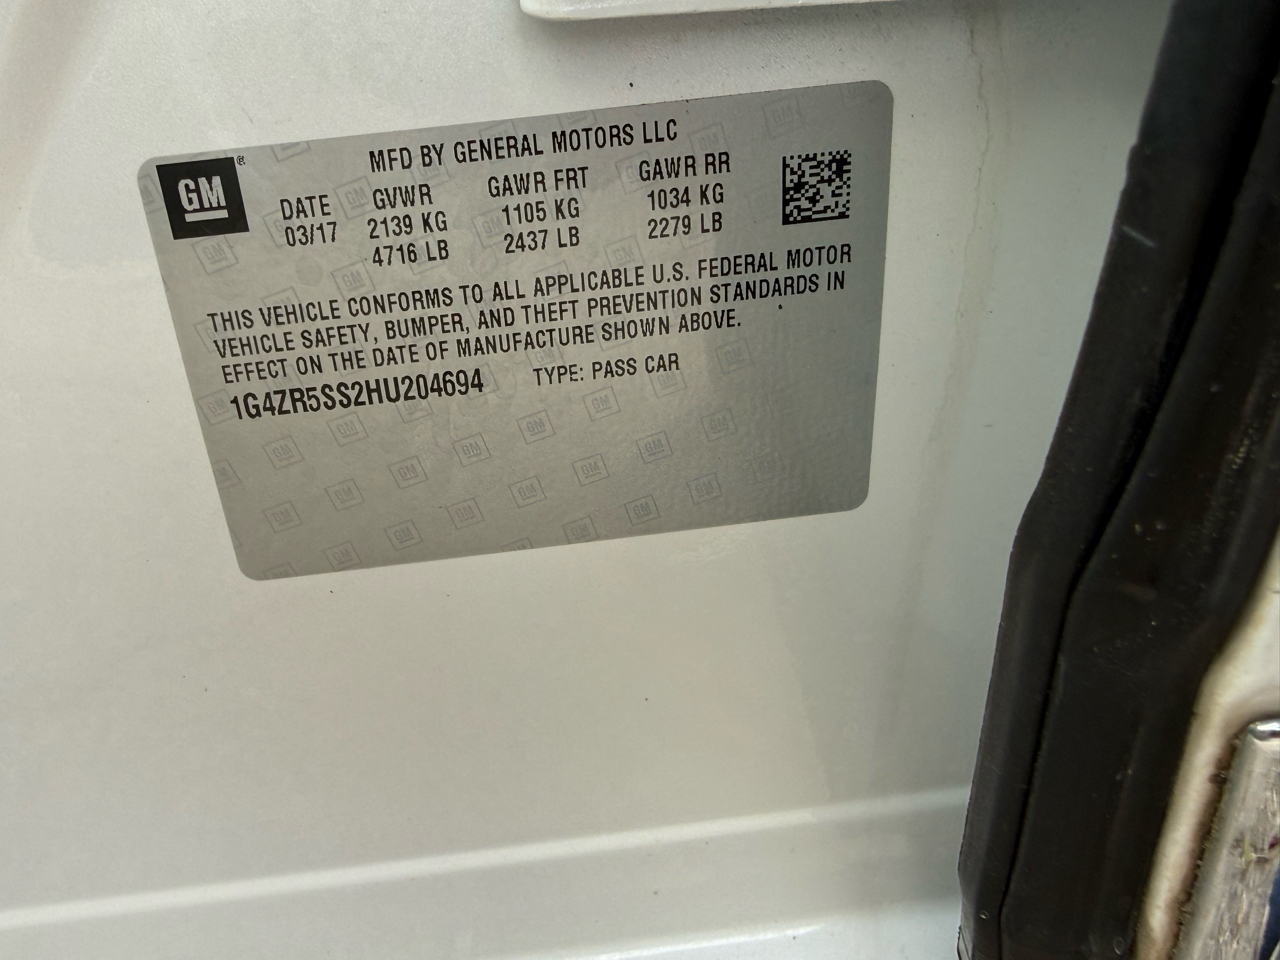 GM ®
MFD BY GENERAL MOTORS LLC
DATE GVWR GAWR FRT GAWR RR
03/17 2139 KG 1105 KG 1034 KG
4716 LB 2437 LB 2279 LB
THIS VEHICLE CONFORMS TO ALL APPLICABLE U.S. FEDERAL MOTOR
VEHICLE SAFETY, BUMPER, AND THEFT PREVENTION STANDARDS IN
EFFECT ON THE DATE OF MANUFACTURE SHOWN ABOVE.
1G4ZR5SS2HU204694 TYPE: PASS CAR